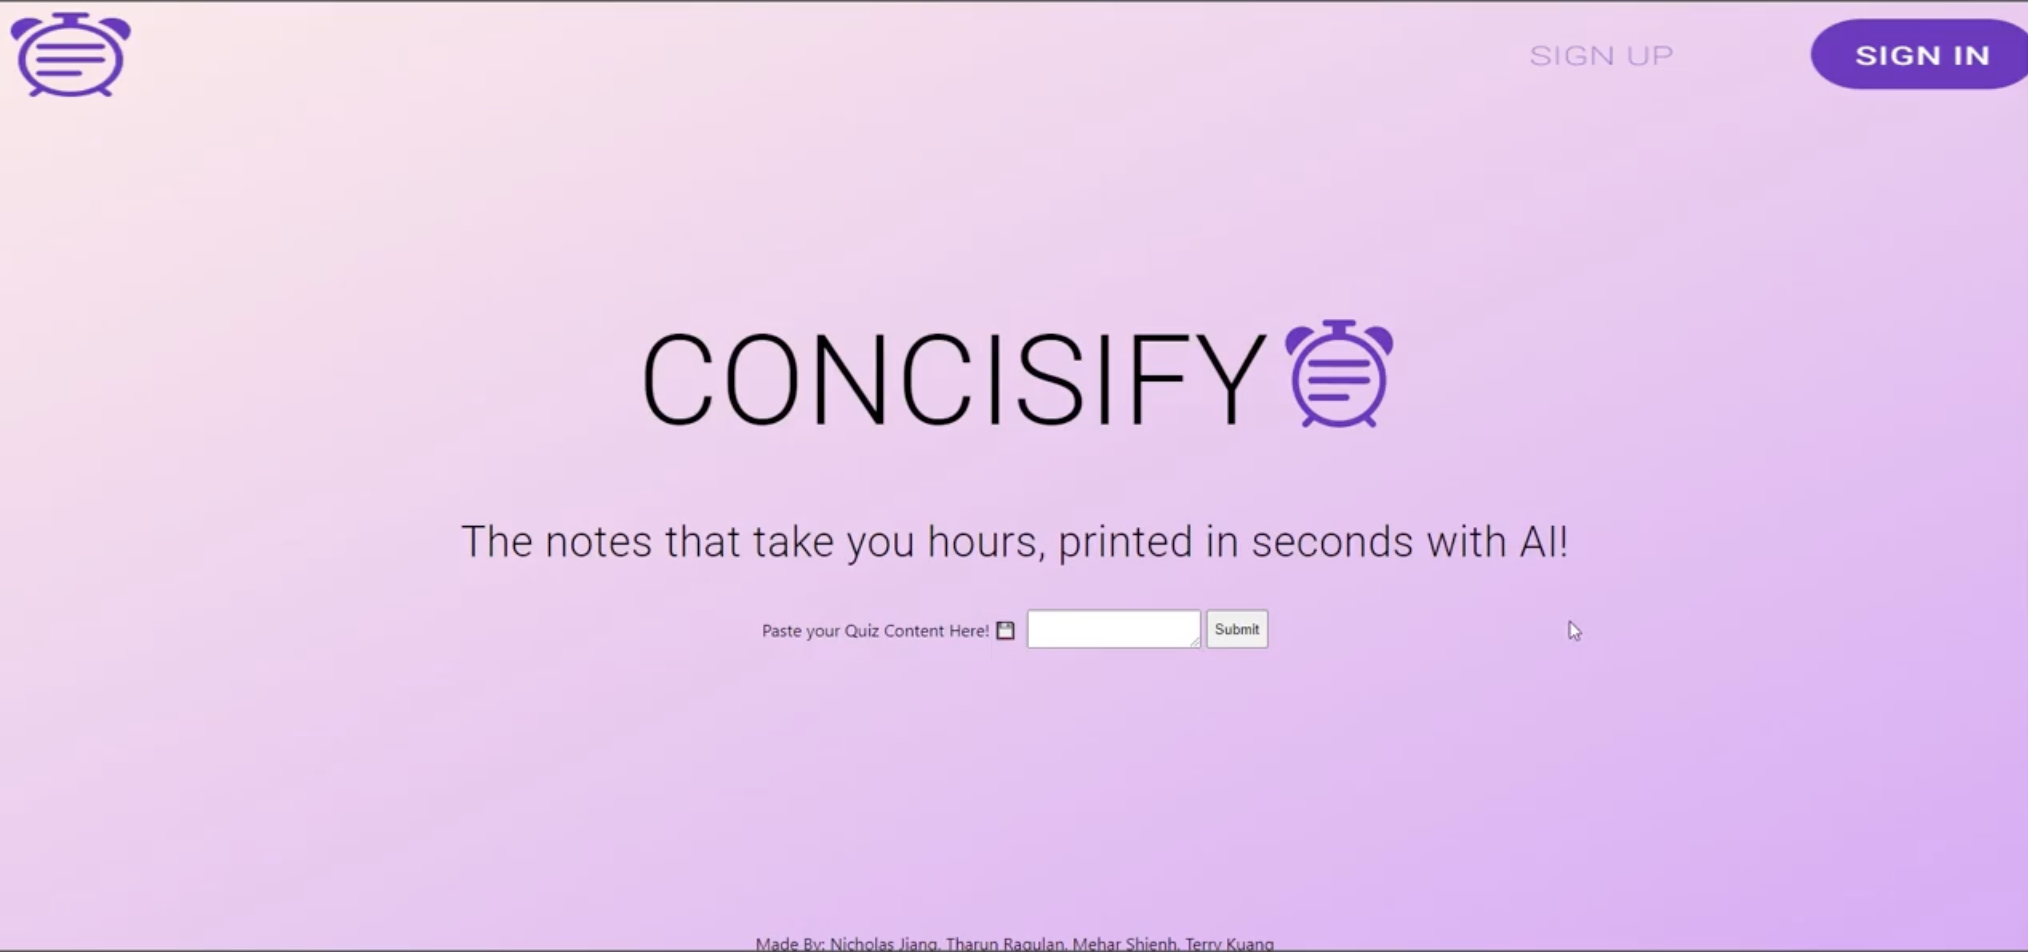 SIGN UP
SIGN IN
CONCISIFY
The notes that take you hours, printed in seconds with AI!
Paste your Quiz Content Here! 💾
Submit
Made By: Nicholas Jiang, Tharun Ragulan, Mehar Shienh, Terry Kuang